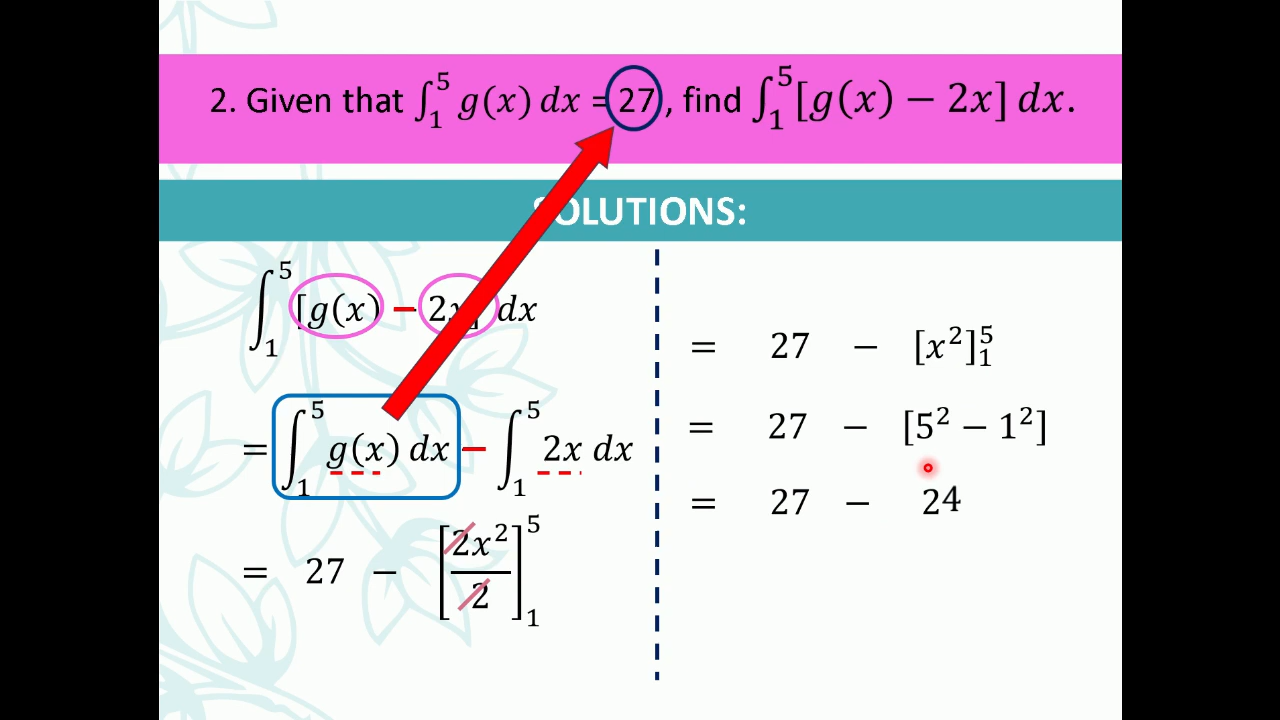 2. Given that ∫₁⁵ g(x) dx = 27 , find ∫₁⁵ [g(x) − 2x] dx.
SOLUTIONS:
∫₁⁵ [g(x) − 2x] dx
= ∫₁⁵ g(x) dx − ∫₁⁵ 2x dx
= 27 − [2x²/2]₁⁵
= 27 − [x²]₁⁵
= 27 − [5² − 1²]
= 27 − 24